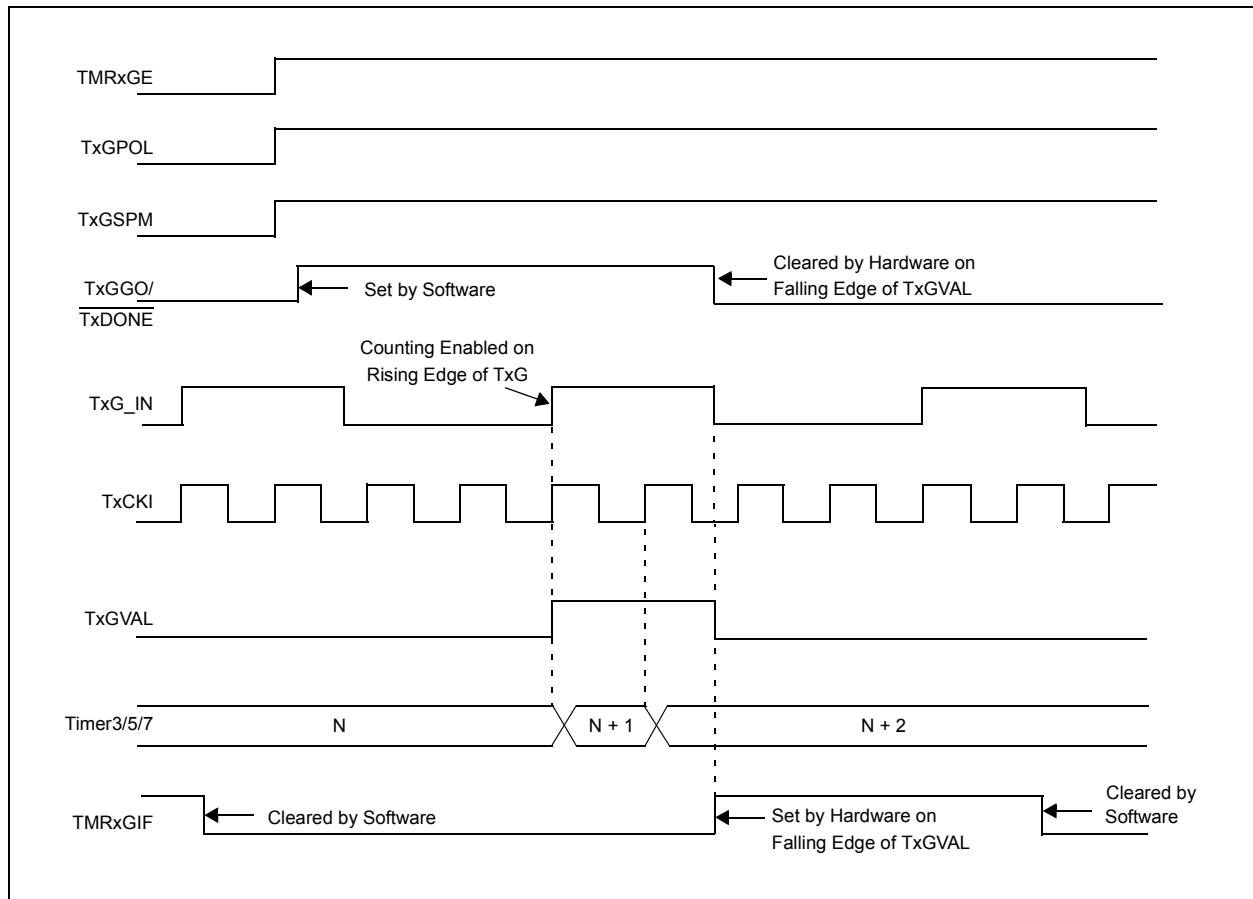 TMRxGE
TxGPOL
TxGSPM
TxGGO/
TxDONE
Set by Software
Cleared by Hardware on
Falling Edge of TxGVAL
Counting Enabled on
Rising Edge of TxG
TxG_IN
TxCKI
TxGVAL
Timer3/5/7
N
N + 1
N + 2
TMRxGIF
Cleared by Software
Set by Hardware on
Falling Edge of TxGVAL
Cleared by
Software